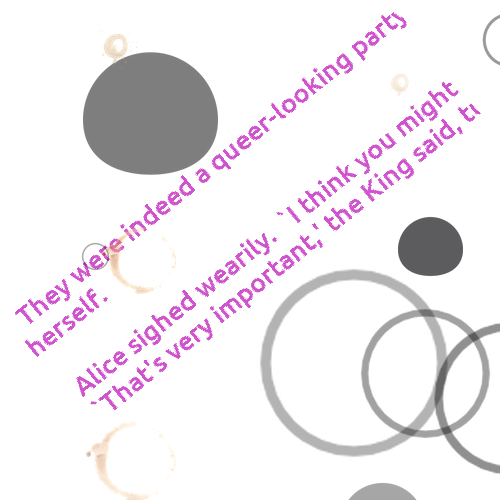 They were indeed a queer-looking party
herself.
Alice sighed wearily. `I think you might
`That's very important,' the King said,